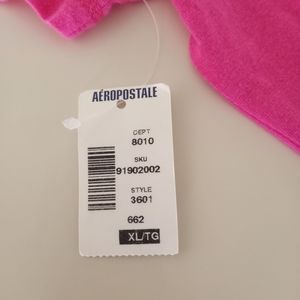 AÉROPOSTALE
DEPT
8010
SKU
91902002
STYLE
3601
662
XL/TG